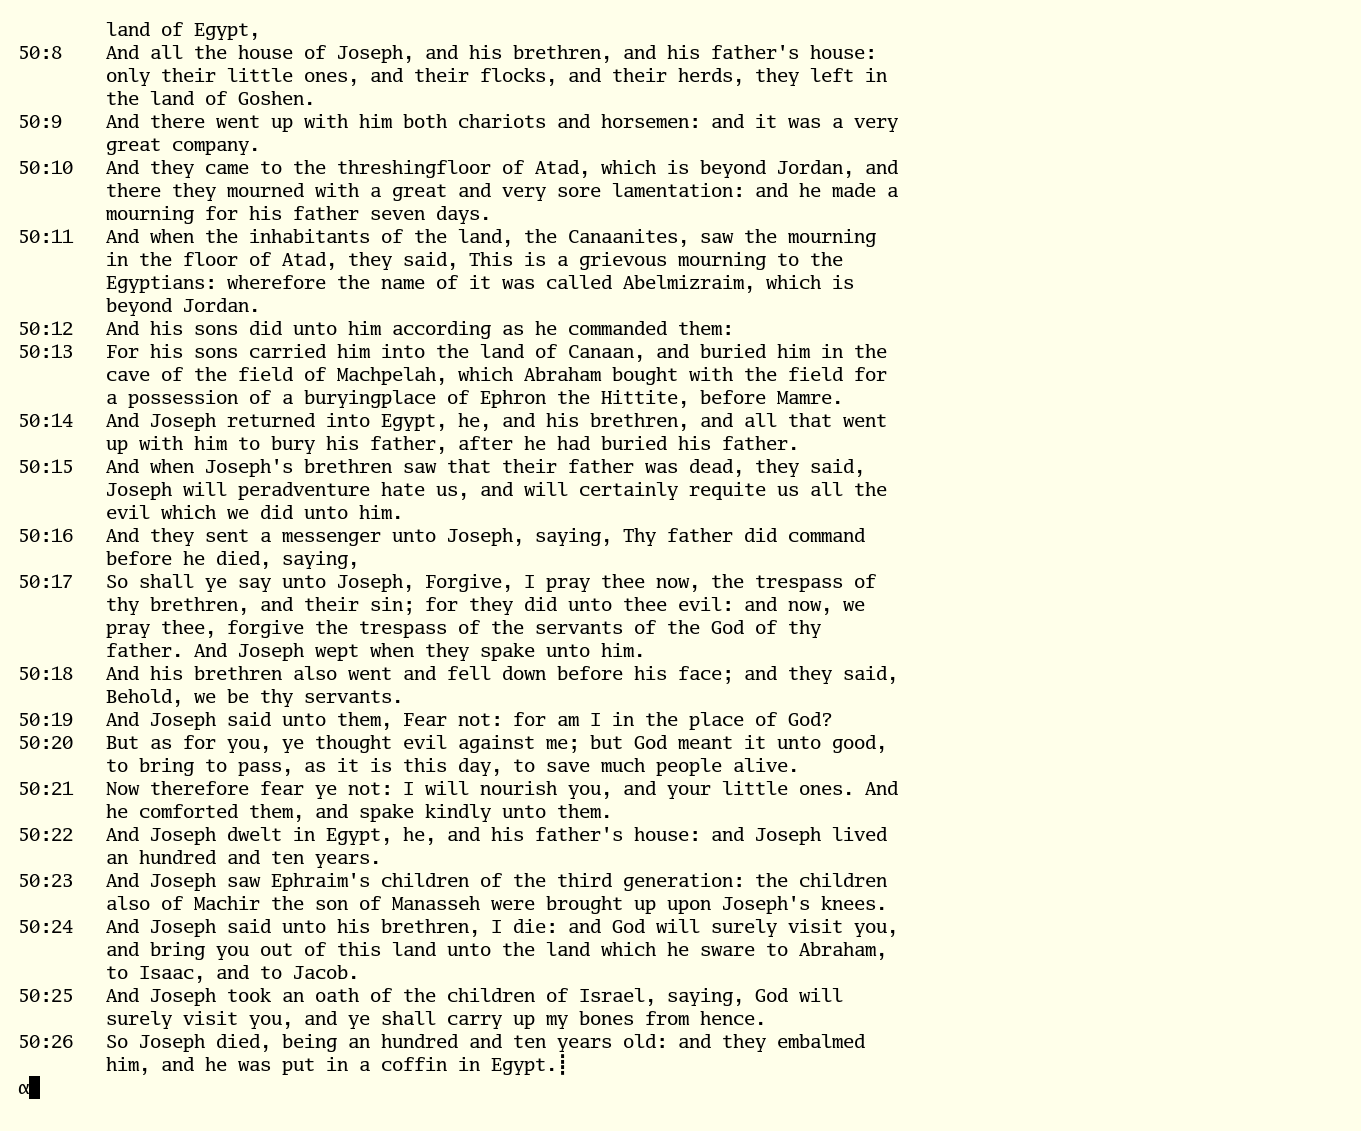 land of Egypt,
50:8 And all the house of Joseph, and his brethren, and his father's house:
only their little ones, and their flocks, and their herds, they left in
the land of Goshen.
50:9 And there went up with him both chariots and horsemen: and it was a very
great company.
50:10 And they came to the threshingfloor of Atad, which is beyond Jordan, and
there they mourned with a great and very sore lamentation: and he made a
mourning for his father seven days.
50:11 And when the inhabitants of the land, the Canaanites, saw the mourning
in the floor of Atad, they said, This is a grievous mourning to the
Egyptians: wherefore the name of it was called Abelmizraim, which is
beyond Jordan.
50:12 And his sons did unto him according as he commanded them:
50:13 For his sons carried him into the land of Canaan, and buried him in the
cave of the field of Machpelah, which Abraham bought with the field for
a possession of a buryingplace of Ephron the Hittite, before Mamre.
50:14 And Joseph returned into Egypt, he, and his brethren, and all that went
up with him to bury his father, after he had buried his father.
50:15 And when Joseph's brethren saw that their father was dead, they said,
Joseph will peradventure hate us, and will certainly requite us all the
evil which we did unto him.
50:16 And they sent a messenger unto Joseph, saying, Thy father did command
before he died, saying,
50:17 So shall ye say unto Joseph, Forgive, I pray thee now, the trespass of
thy brethren, and their sin; for they did unto thee evil: and now, we
pray thee, forgive the trespass of the servants of the God of thy
father. And Joseph wept when they spake unto him.
50:18 And his brethren also went and fell down before his face; and they said,
Behold, we be thy servants.
50:19 And Joseph said unto them, Fear not: for am I in the place of God?
50:20 But as for you, ye thought evil against me; but God meant it unto good,
to bring to pass, as it is this day, to save much people alive.
50:21 Now therefore fear ye not: I will nourish you, and your little ones. And
he comforted them, and spake kindly unto them.
50:22 And Joseph dwelt in Egypt, he, and his father's house: and Joseph lived
an hundred and ten years.
50:23 And Joseph saw Ephraim's children of the third generation: the children
also of Machir the son of Manasseh were brought up upon Joseph's knees.
50:24 And Joseph said unto his brethren, I die: and God will surely visit you,
and bring you out of this land unto the land which he sware to Abraham,
to Isaac, and to Jacob.
50:25 And Joseph took an oath of the children of Israel, saying, God will
surely visit you, and ye shall carry up my bones from hence.
50:26 So Joseph died, being an hundred and ten years old: and they embalmed
him, and he was put in a coffin in Egypt.┋
α